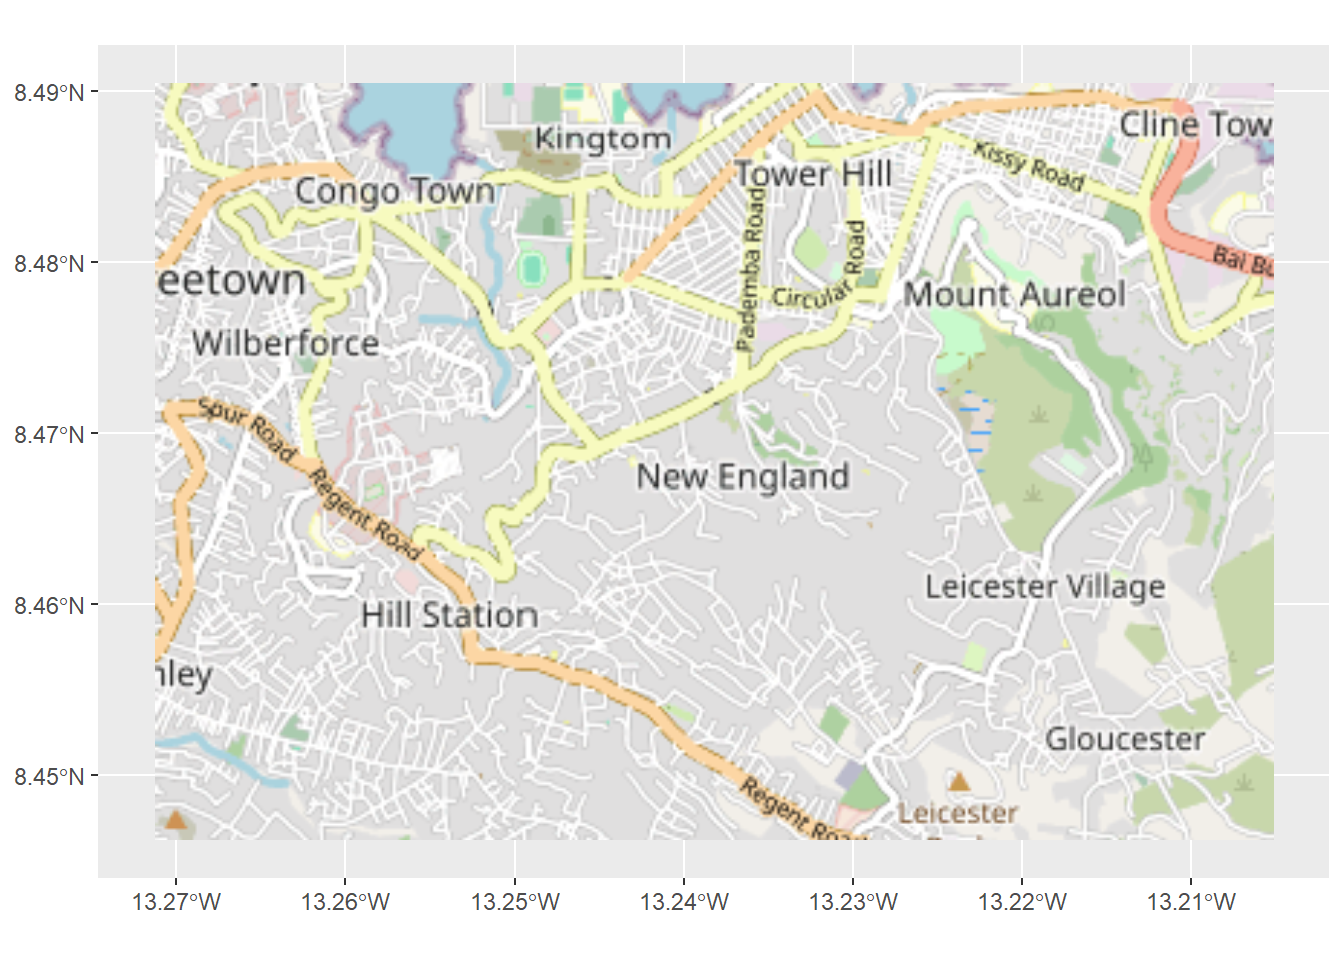 8.49°N
8.48°N
8.47°N
8.46°N
8.45°N
Kingtom
Cline Tow
Congo Town
Tower Hill
Kissy Road
Pademba Road
Circular Road
Bai Bu
eetown
Mount Aureol
Wilberforce
Spur Road
Regent Road
New England
Leicester Village
Hill Station
nley
Gloucester
Regent Road
Leicester
13.27°W
13.26°W
13.25°W
13.24°W
13.23°W
13.22°W
13.21°W